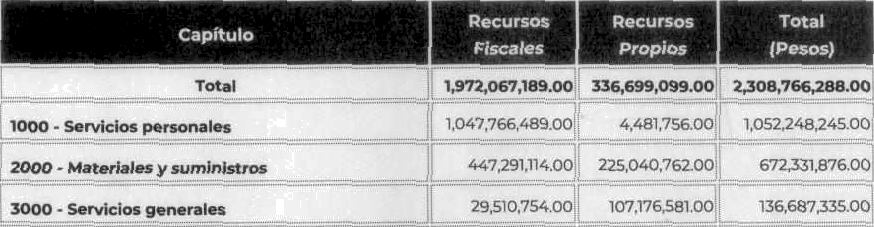 Capítulo Recursos Fiscales Recursos Propios Total (Pesos)
Total 1,972,067,189.00 336,699,099.00 2,308,766,288.00
1000 - Servicios personales 1,047,766,489.00 4,481,756.00 1,052,248,245.00
2000 - Materiales y suministros 447,291,114.00 225,040,762.00 672,331,876.00
3000 - Servicios generales 29,510,754.00 107,176,581.00 136,687,335.00